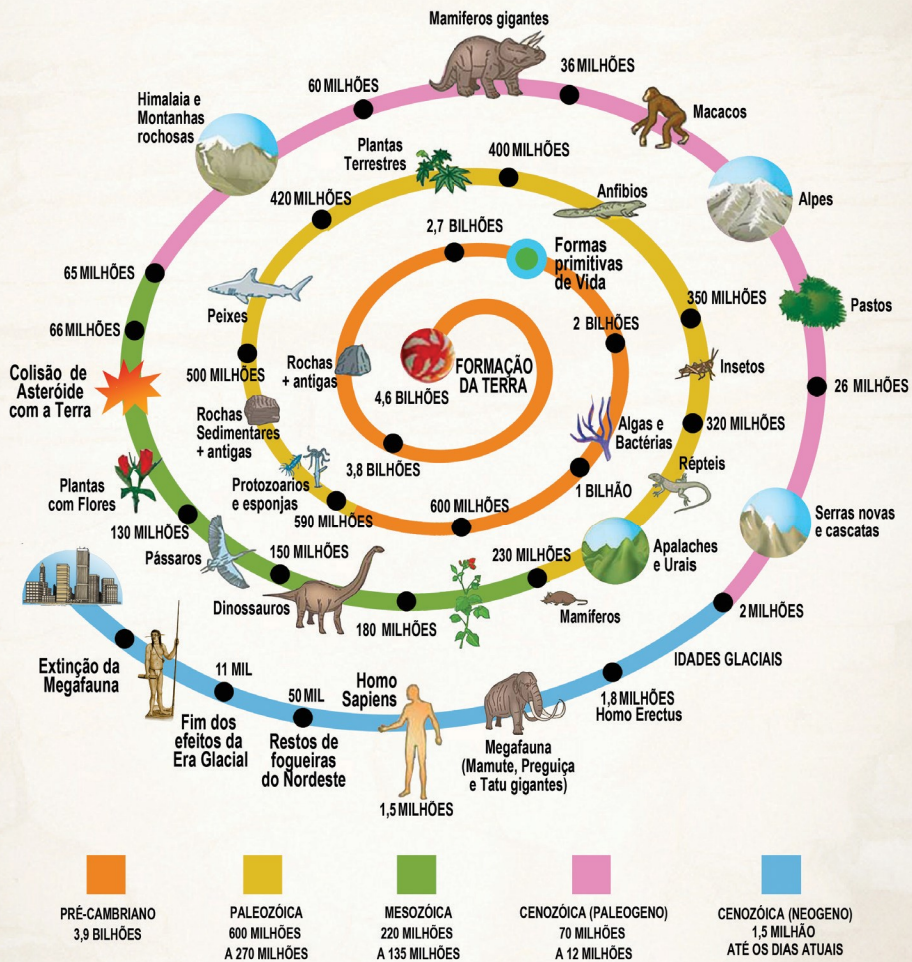 Mamiferos gigantes
60 MILHÕES
36 MILHÕES
Himalaia e
Montanhas
rochosas
Macacos
Plantas
Terrestres
400 MILHÕES
420 MILHÕES
Anfibios
Alpes
2,7 BILHÕES
Formas
primitivas
de Vida
65 MILHÕES
350 MILHÕES
Pastos
Peixes
66 MILHÕES
2 BILHÕES
Rochas
+ antigas
FORMAÇÃO
DA TERRA
Insetos
500 MILHÕES
Colisão de
Asteróide
com a Terra
4,6 BILHÕES
26 MILHÕES
Rochas
Sedimentares
+ antigas
Algas e
Bactérias
320 MILHÕES
3,8 BILHÕES
Répteis
Plantas
com Flores
Protozoarios
e esponjas
1 BILHÃO
590 MILHÕES
600 MILHÕES
Serras novas
e cascatas
130 MILHÕES
Pássaros
150 MILHÕES
230 MILHÕES
Apalaches
e Urais
Dinossauros
180 MILHÕES
Mamíferos
2 MILHÕES
IDADES GLACIAIS
Extinção da
Megafauna
11 MIL
50 MIL
Homo
Sapiens
1,8 MILHÕES
Homo Erectus
Fim dos
efeitos da
Era Glacial
Restos de
fogueiras
do Nordeste
Megafauna
(Mamute, Preguiça
e Tatu gigantes)
1,5 MILHÕES
PRÉ-CAMBRIANO
3,9 BILHÕES
PALEOZÓICA
600 MILHÕES
A 270 MILHÕES
MESOZÓICA
220 MILHÕES
A 135 MILHÕES
CENOZÓICA (PALEOGENO)
70 MILHÕES
A 12 MILHÕES
CENOZÓICA (NEOGENO)
1,5 MILHÃO
ATÉ OS DIAS ATUAIS